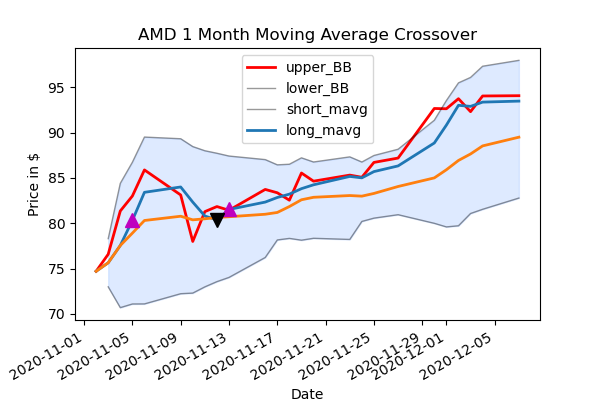 AMD 1 Month Moving Average Crossover
upper_BB
lower_BB
short_mavg
long_mavg
Price in $
95
90
85
80
75
70
2020-11-01
2020-11-05
2020-11-09
2020-11-13
2020-11-17
2020-11-21
2020-11-25
2020-11-29
2020-12-01
2020-12-05
Date